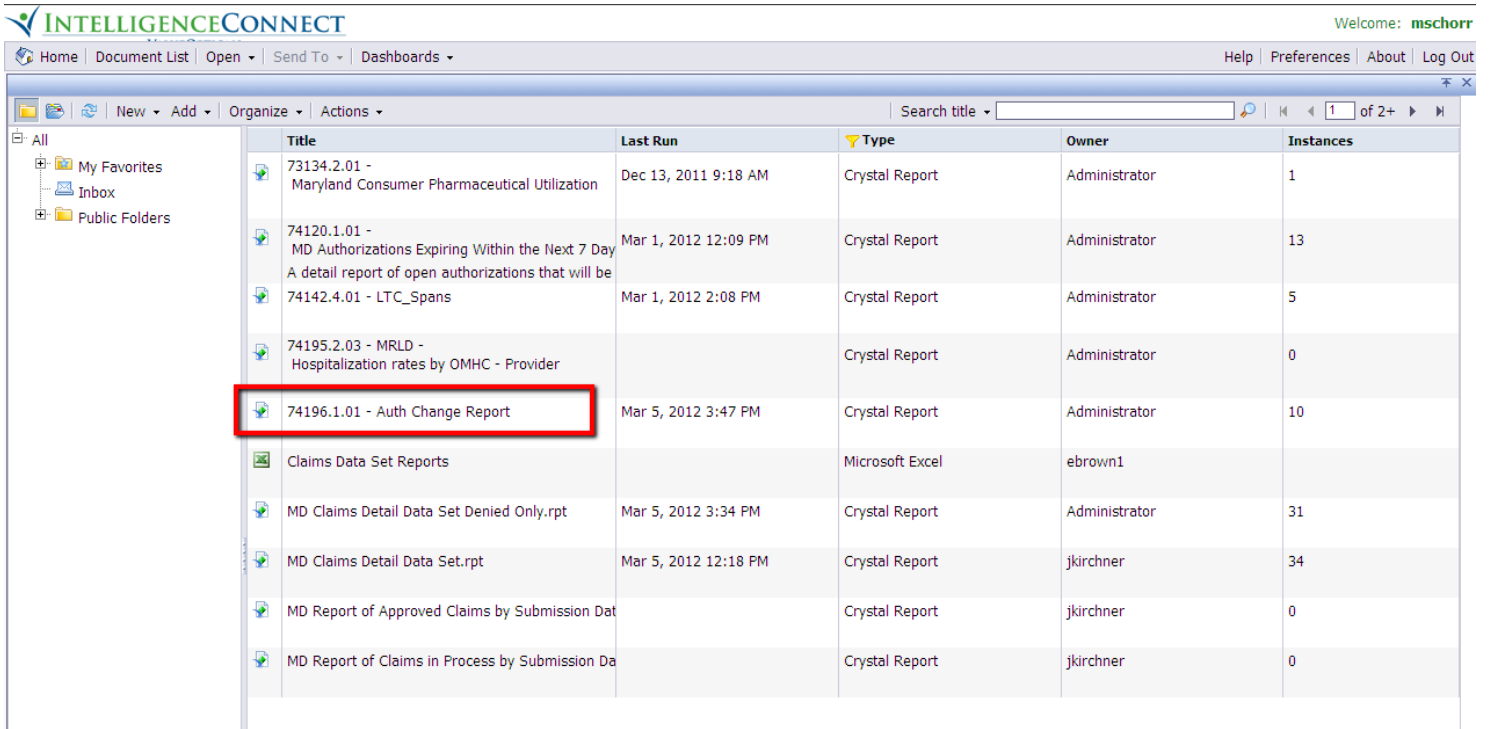 INTELLIGENCECONNECT
Welcome: mschorr
Home Document List Open Send To Dashboards Help Preferences About Log Out
New Add Organize Actions Search title 1 of 2+
All
My Favorites
Inbox
Public Folders
Title Last Run Type Owner Instances
73134.2.01 -
Maryland Consumer Pharmaceutical Utilization Dec 13, 2011 9:18 AM Crystal Report Administrator 1
74120.1.01 -
MD Authorizations Expiring Within the Next 7 Day Mar 1, 2012 12:09 PM Crystal Report Administrator 13
A detail report of open authorizations that will be
74142.4.01 - LTC_Spans Mar 1, 2012 2:08 PM Crystal Report Administrator 5
74195.2.03 - MRLD -
Hospitalization rates by OMHC - Provider Crystal Report Administrator 0
74196.1.01 - Auth Change Report Mar 5, 2012 3:47 PM Crystal Report Administrator 10
Claims Data Set Reports Microsoft Excel ebrown1
MD Claims Detail Data Set Denied Only.rpt Mar 5, 2012 3:34 PM Crystal Report Administrator 31
MD Claims Detail Data Set.rpt Mar 5, 2012 12:18 PM Crystal Report jkirchner 34
MD Report of Approved Claims by Submission Dat Crystal Report jkirchner 0
MD Report of Claims in Process by Submission Da Crystal Report jkirchner 0